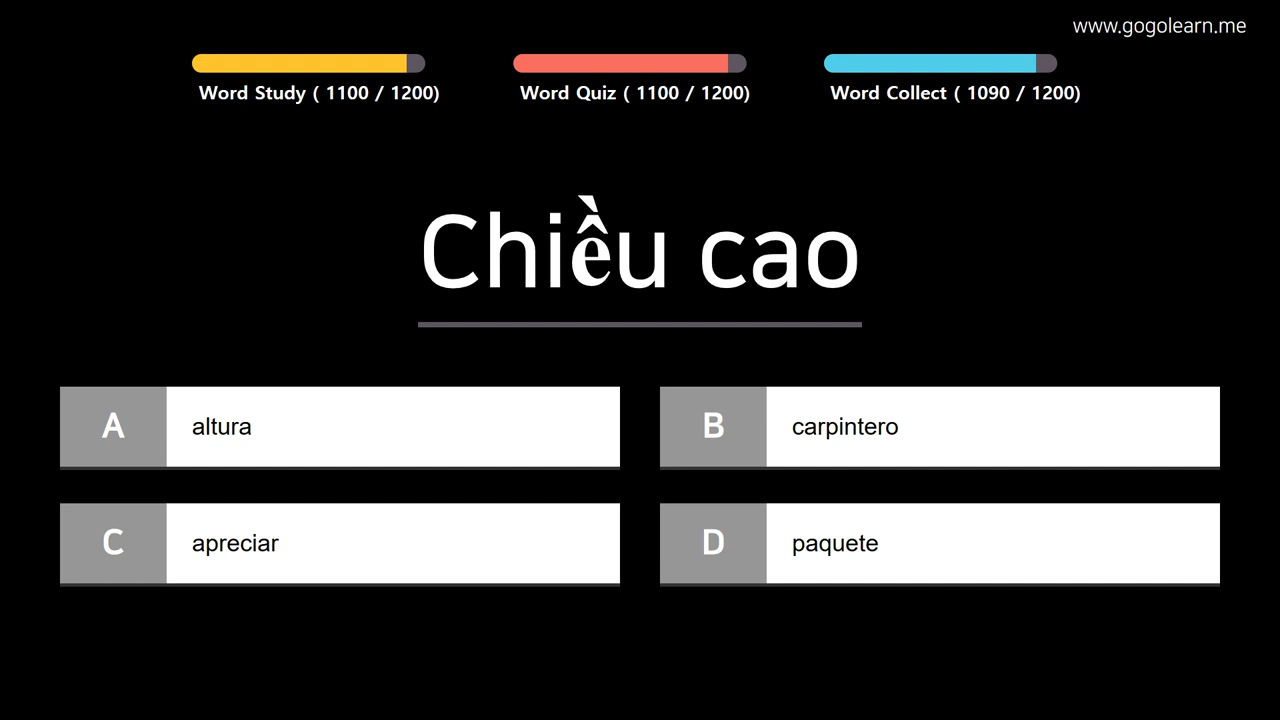 www.gogolearn.me
Word Study ( 1100 / 1200)
Word Quiz ( 1100 / 1200)
Word Collect ( 1090 / 1200)
Chiều cao
A altura
B carpintero
C apreciar
D paquete